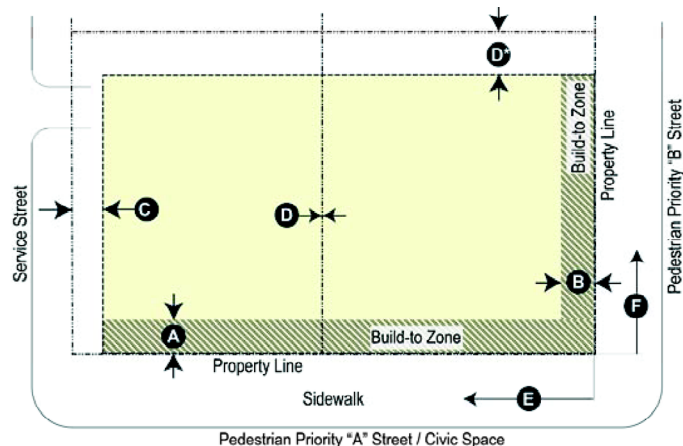 D*
Build-to Zone
Property Line
Pedestrian Priority "B" Street
Service Street
C
D
B
F
A
Build-to Zone
Property Line
Sidewalk
E
Pedestrian Priority "A" Street / Civic Space